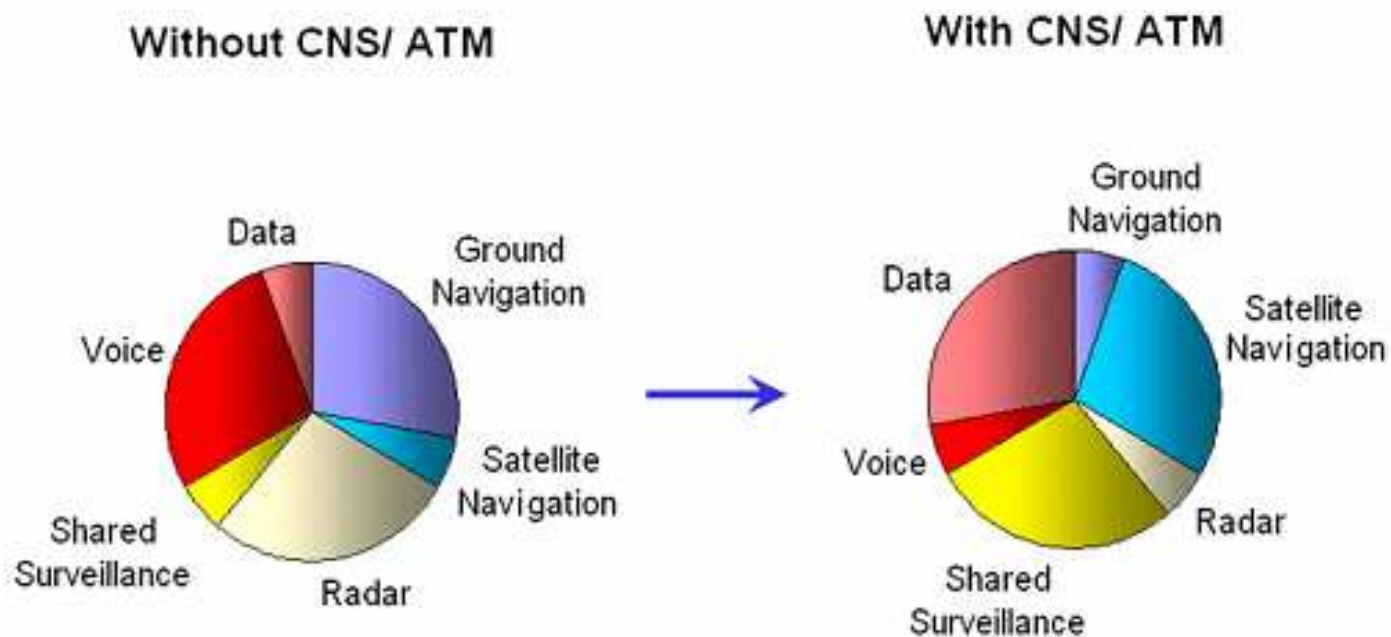 Without CNS/ ATM
Data
Ground
Navigation
Voice
Satellite
Navigation
Shared
Surveillance
Radar
With CNS/ ATM
Ground
Navigation
Data
Satellite
Navigation
Voice
Radar
Shared
Surveillance